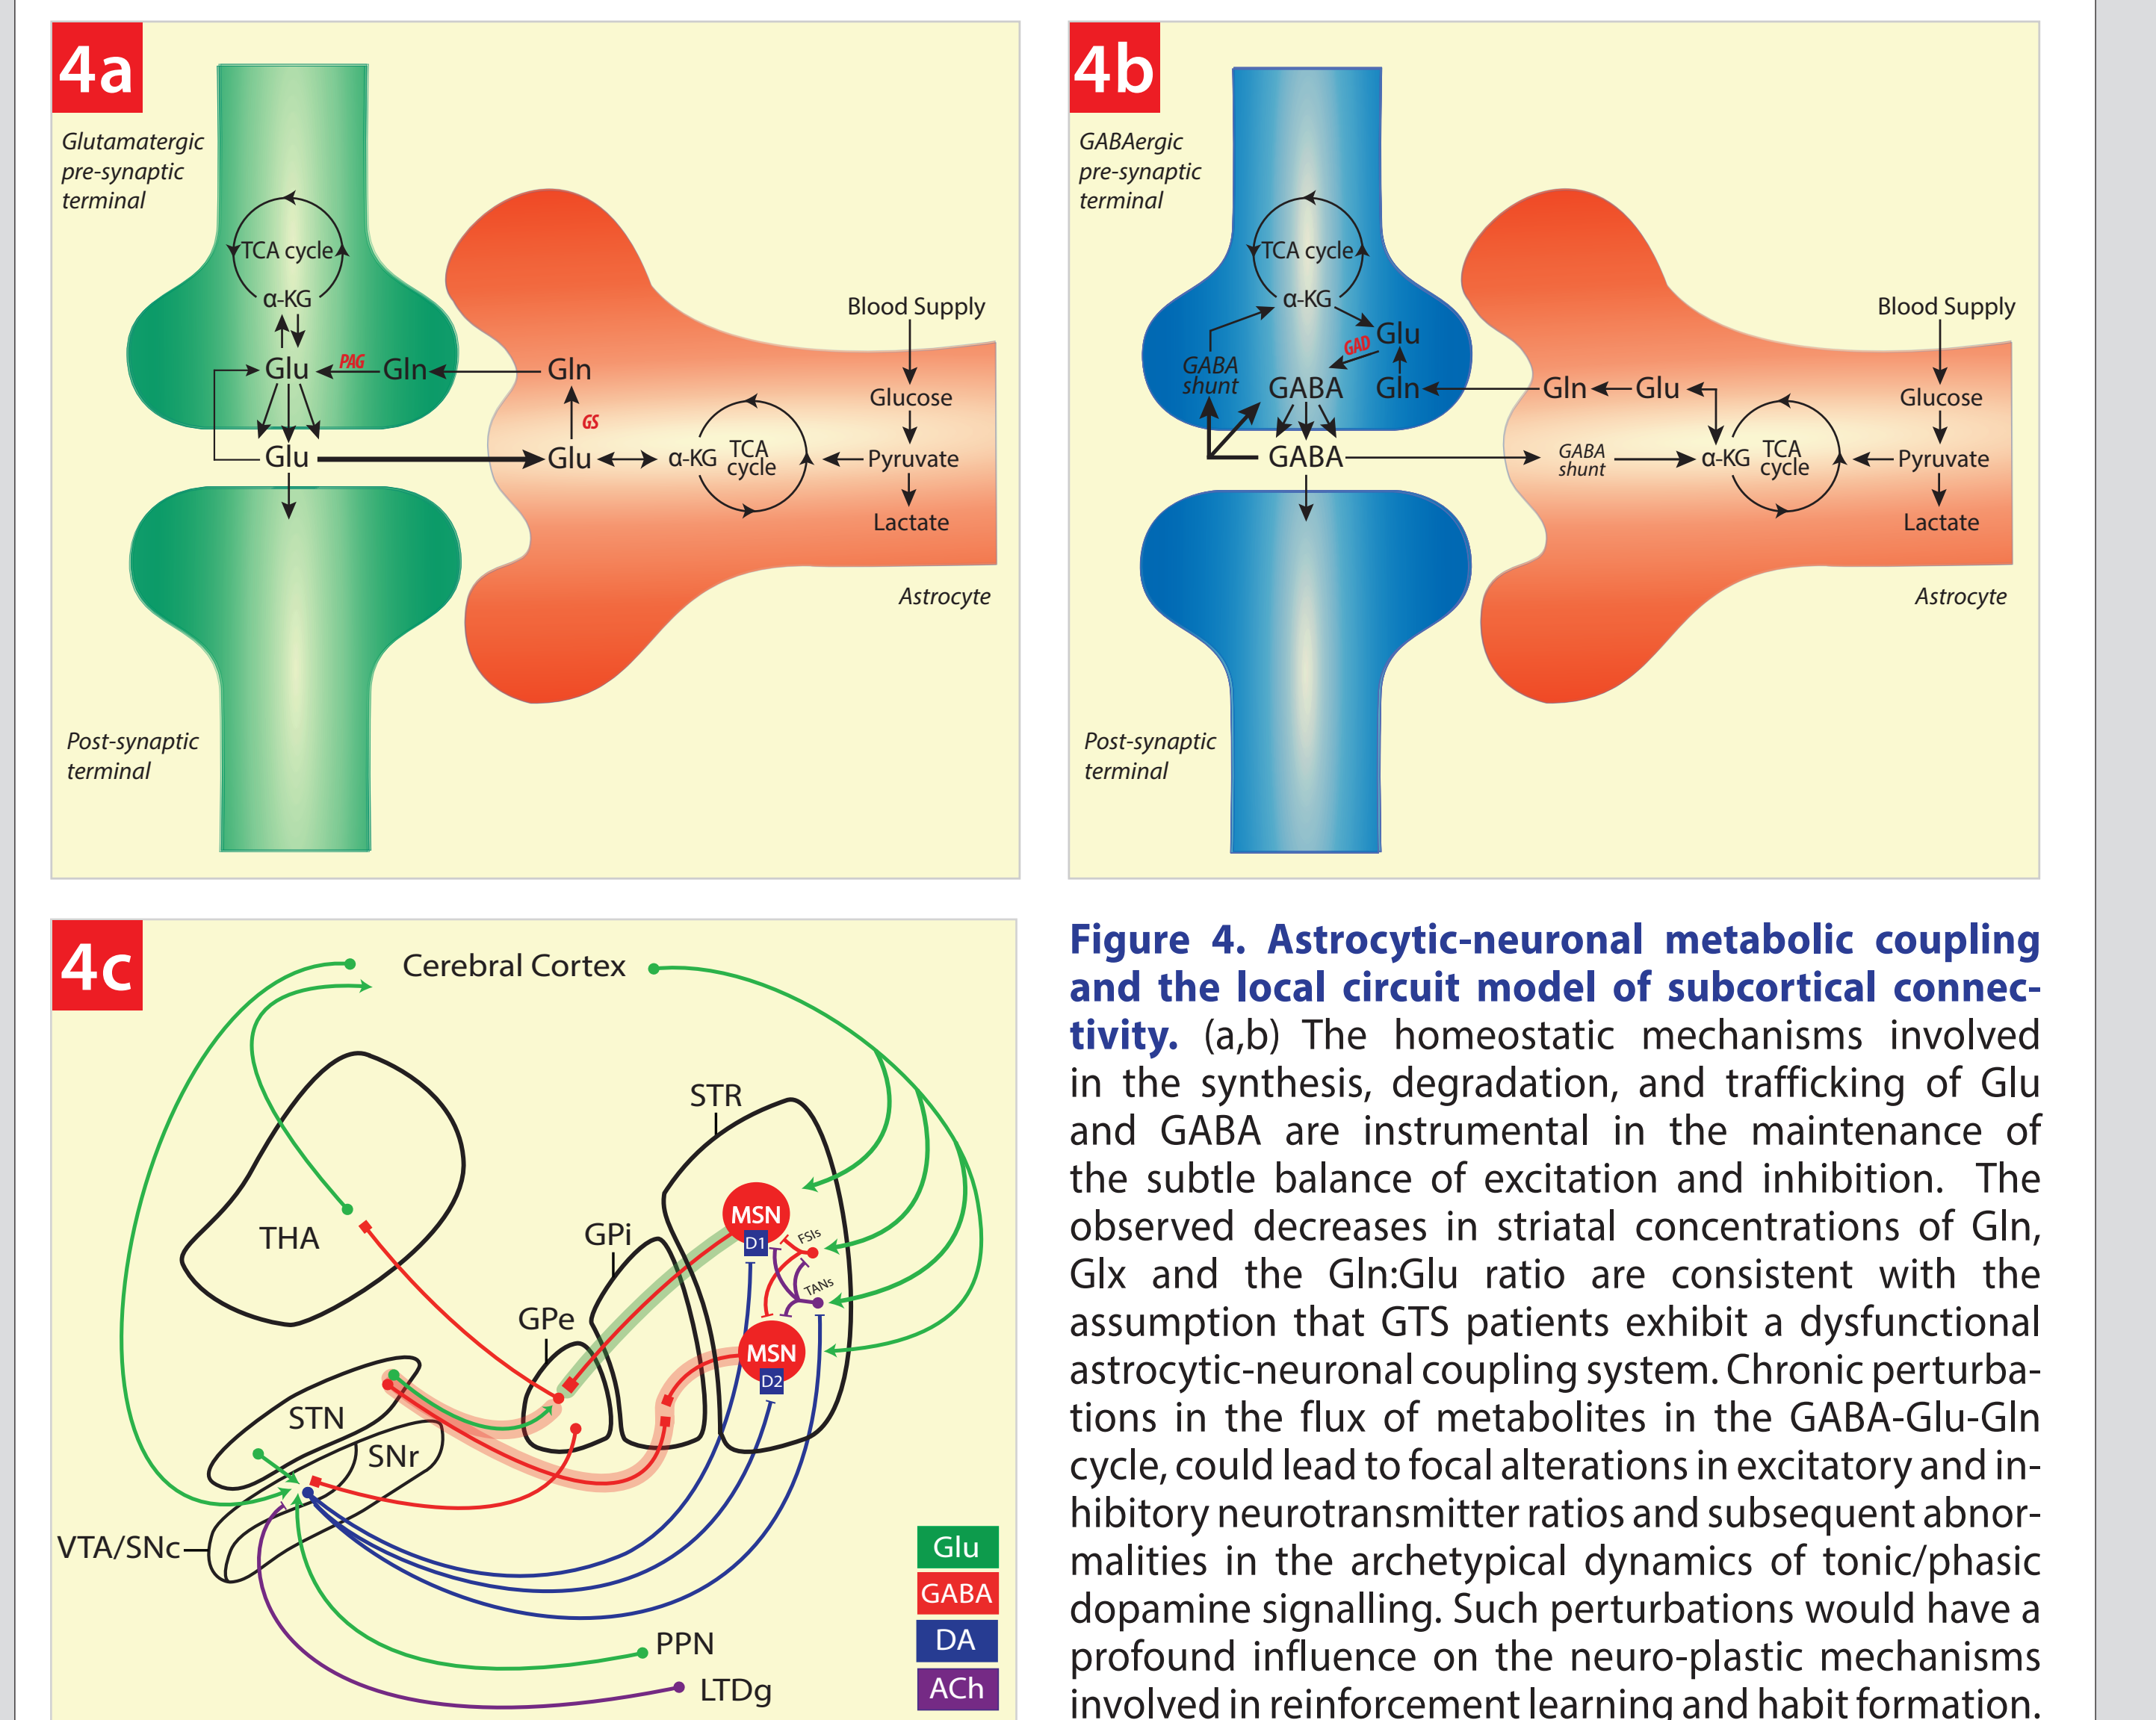 4a
Glutamatergic
pre-synaptic
terminal
TCA cycle
α-KG
Glu
PAG
Gln
Glu
Gln
GS
Glu
α-KG
TCA
cycle
Blood Supply
Glucose
Pyruvate
Lactate
Astrocyte
Post-synaptic
terminal
4b
GABAergic
pre-synaptic
terminal
TCA cycle
α-KG
Glu
GAD
GABA
shunt
GABA
Gln
GABA
Gln
Glu
GABA
shunt
α-KG
TCA
cycle
Blood Supply
Glucose
Pyruvate
Lactate
Astrocyte
Post-synaptic
terminal
4c
Cerebral Cortex
STR
THA
GPi
GPe
MSN
D1
FSIs
TANs
MSN
D2
STN
SNr
VTA/SNc
PPN
LTDg
Glu
GABA
DA
ACh
Figure 4. Astrocytic-neuronal metabolic coupling
and the local circuit model of subcortical connec-
tivity. (a,b) The homeostatic mechanisms involved
in the synthesis, degradation, and trafficking of Glu
and GABA are instrumental in the maintenance of
the subtle balance of excitation and inhibition. The
observed decreases in striatal concentrations of Gln,
Glx and the Gln:Glu ratio are consistent with the
assumption that GTS patients exhibit a dysfunctional
astrocytic-neuronal coupling system. Chronic perturba-
tions in the flux of metabolites in the GABA-Glu-Gln
cycle, could lead to focal alterations in excitatory and in-
hibitory neurotransmitter ratios and subsequent abnor-
malities in the archetypical dynamics of tonic/phasic
dopamine signalling. Such perturbations would have a
profound influence on the neuro-plastic mechanisms
involved in reinforcement learning and habit formation.